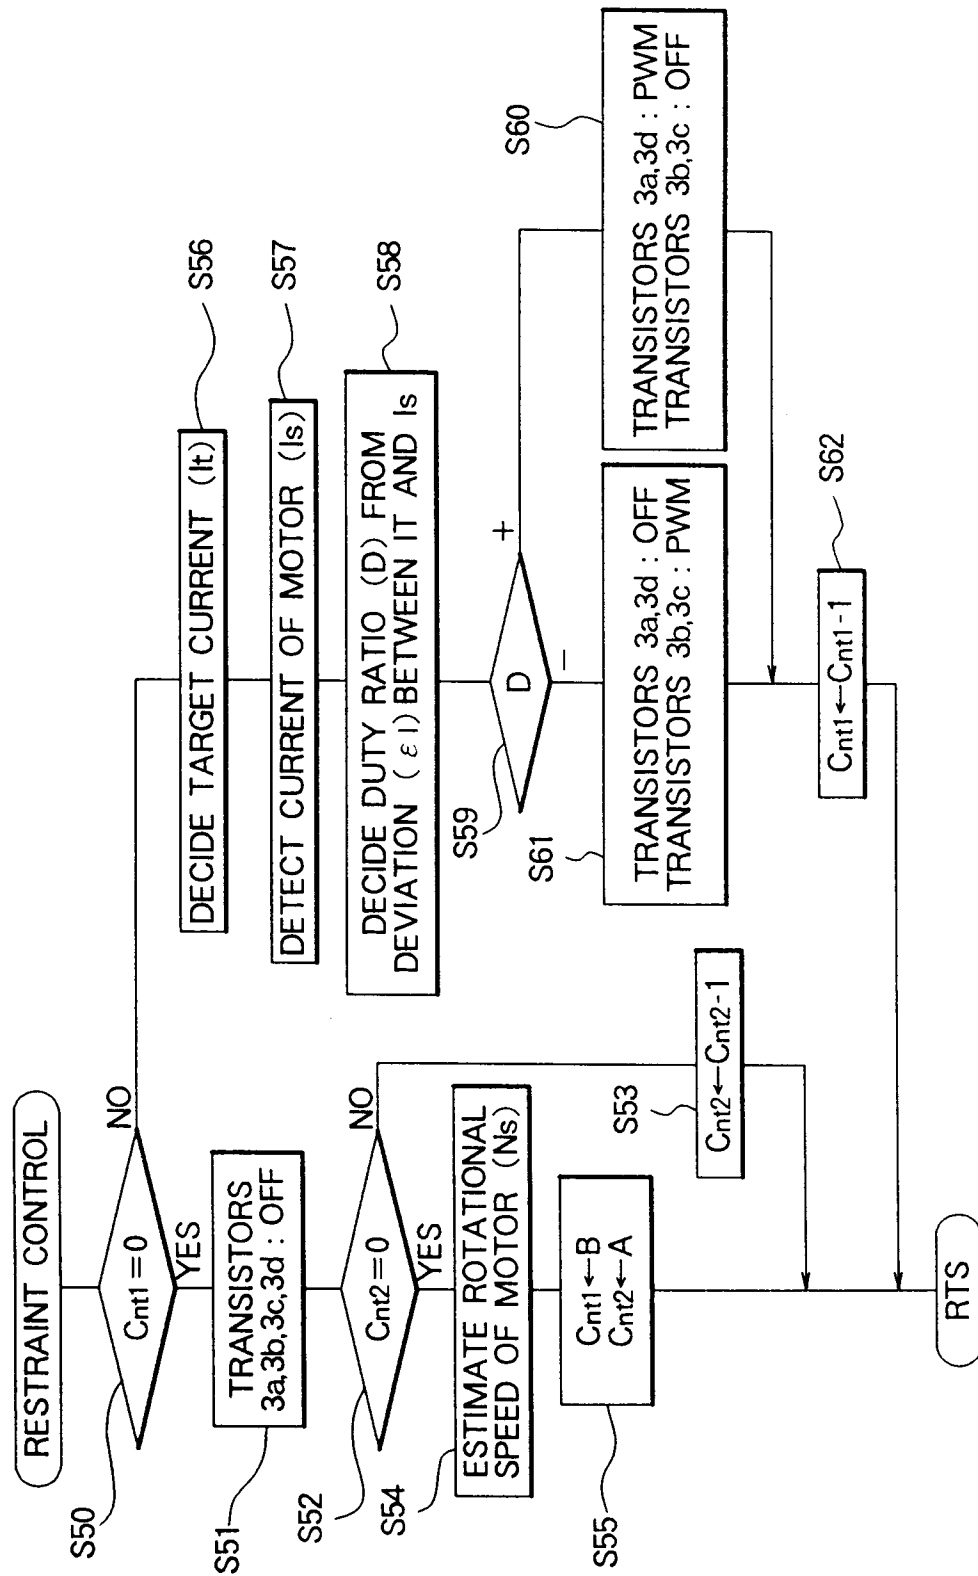 RESTRAINT CONTROL
S50
Cnt1=0
NO
YES
S51
TRANSISTORS
3a,3b,3c,3d : OFF
S52
Cnt2=0
NO
YES
S53
Cnt2←Cnt2-1
S54
ESTIMATE ROTATIONAL
SPEED OF MOTOR (Ns)
S55
Cnt1←B
Cnt2←A
RTS
S56
DECIDE TARGET CURRENT (It)
S57
DETECT CURRENT OF MOTOR (Is)
S58
DECIDE DUTY RATIO (D) FROM
DEVIATION (εI) BETWEEN IT AND Is
S59
D
+
−
S60
TRANSISTORS 3a,3d : PWM
TRANSISTORS 3b,3c : OFF
S61
TRANSISTORS 3a,3d : OFF
TRANSISTORS 3b,3c : PWM
S62
Cnt1←Cnt1-1